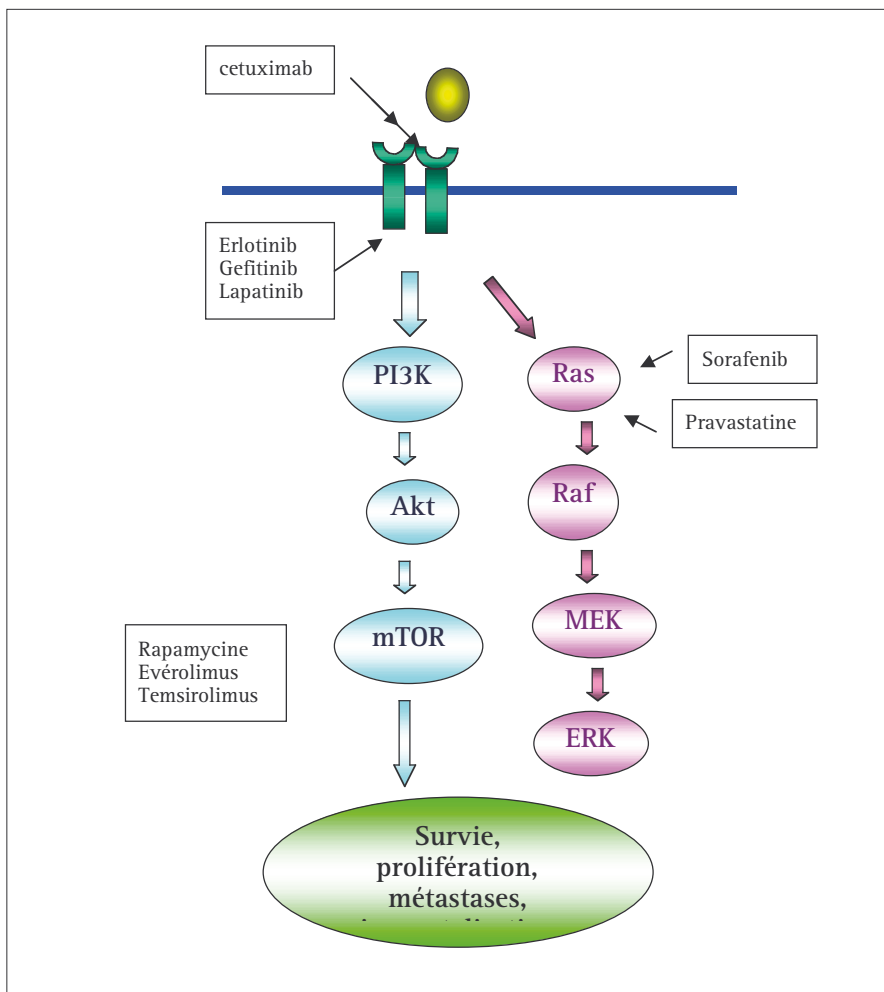 cetuximab
Erlotinib
Gefitinib
Lapatinib
PI3K
Ras
Sorafenib
Pravastatine
Akt
Raf
mTOR
MEK
Rapamycine
Evérolimus
Temsirolimus
ERK
Survie,
prolifération,
métastases,